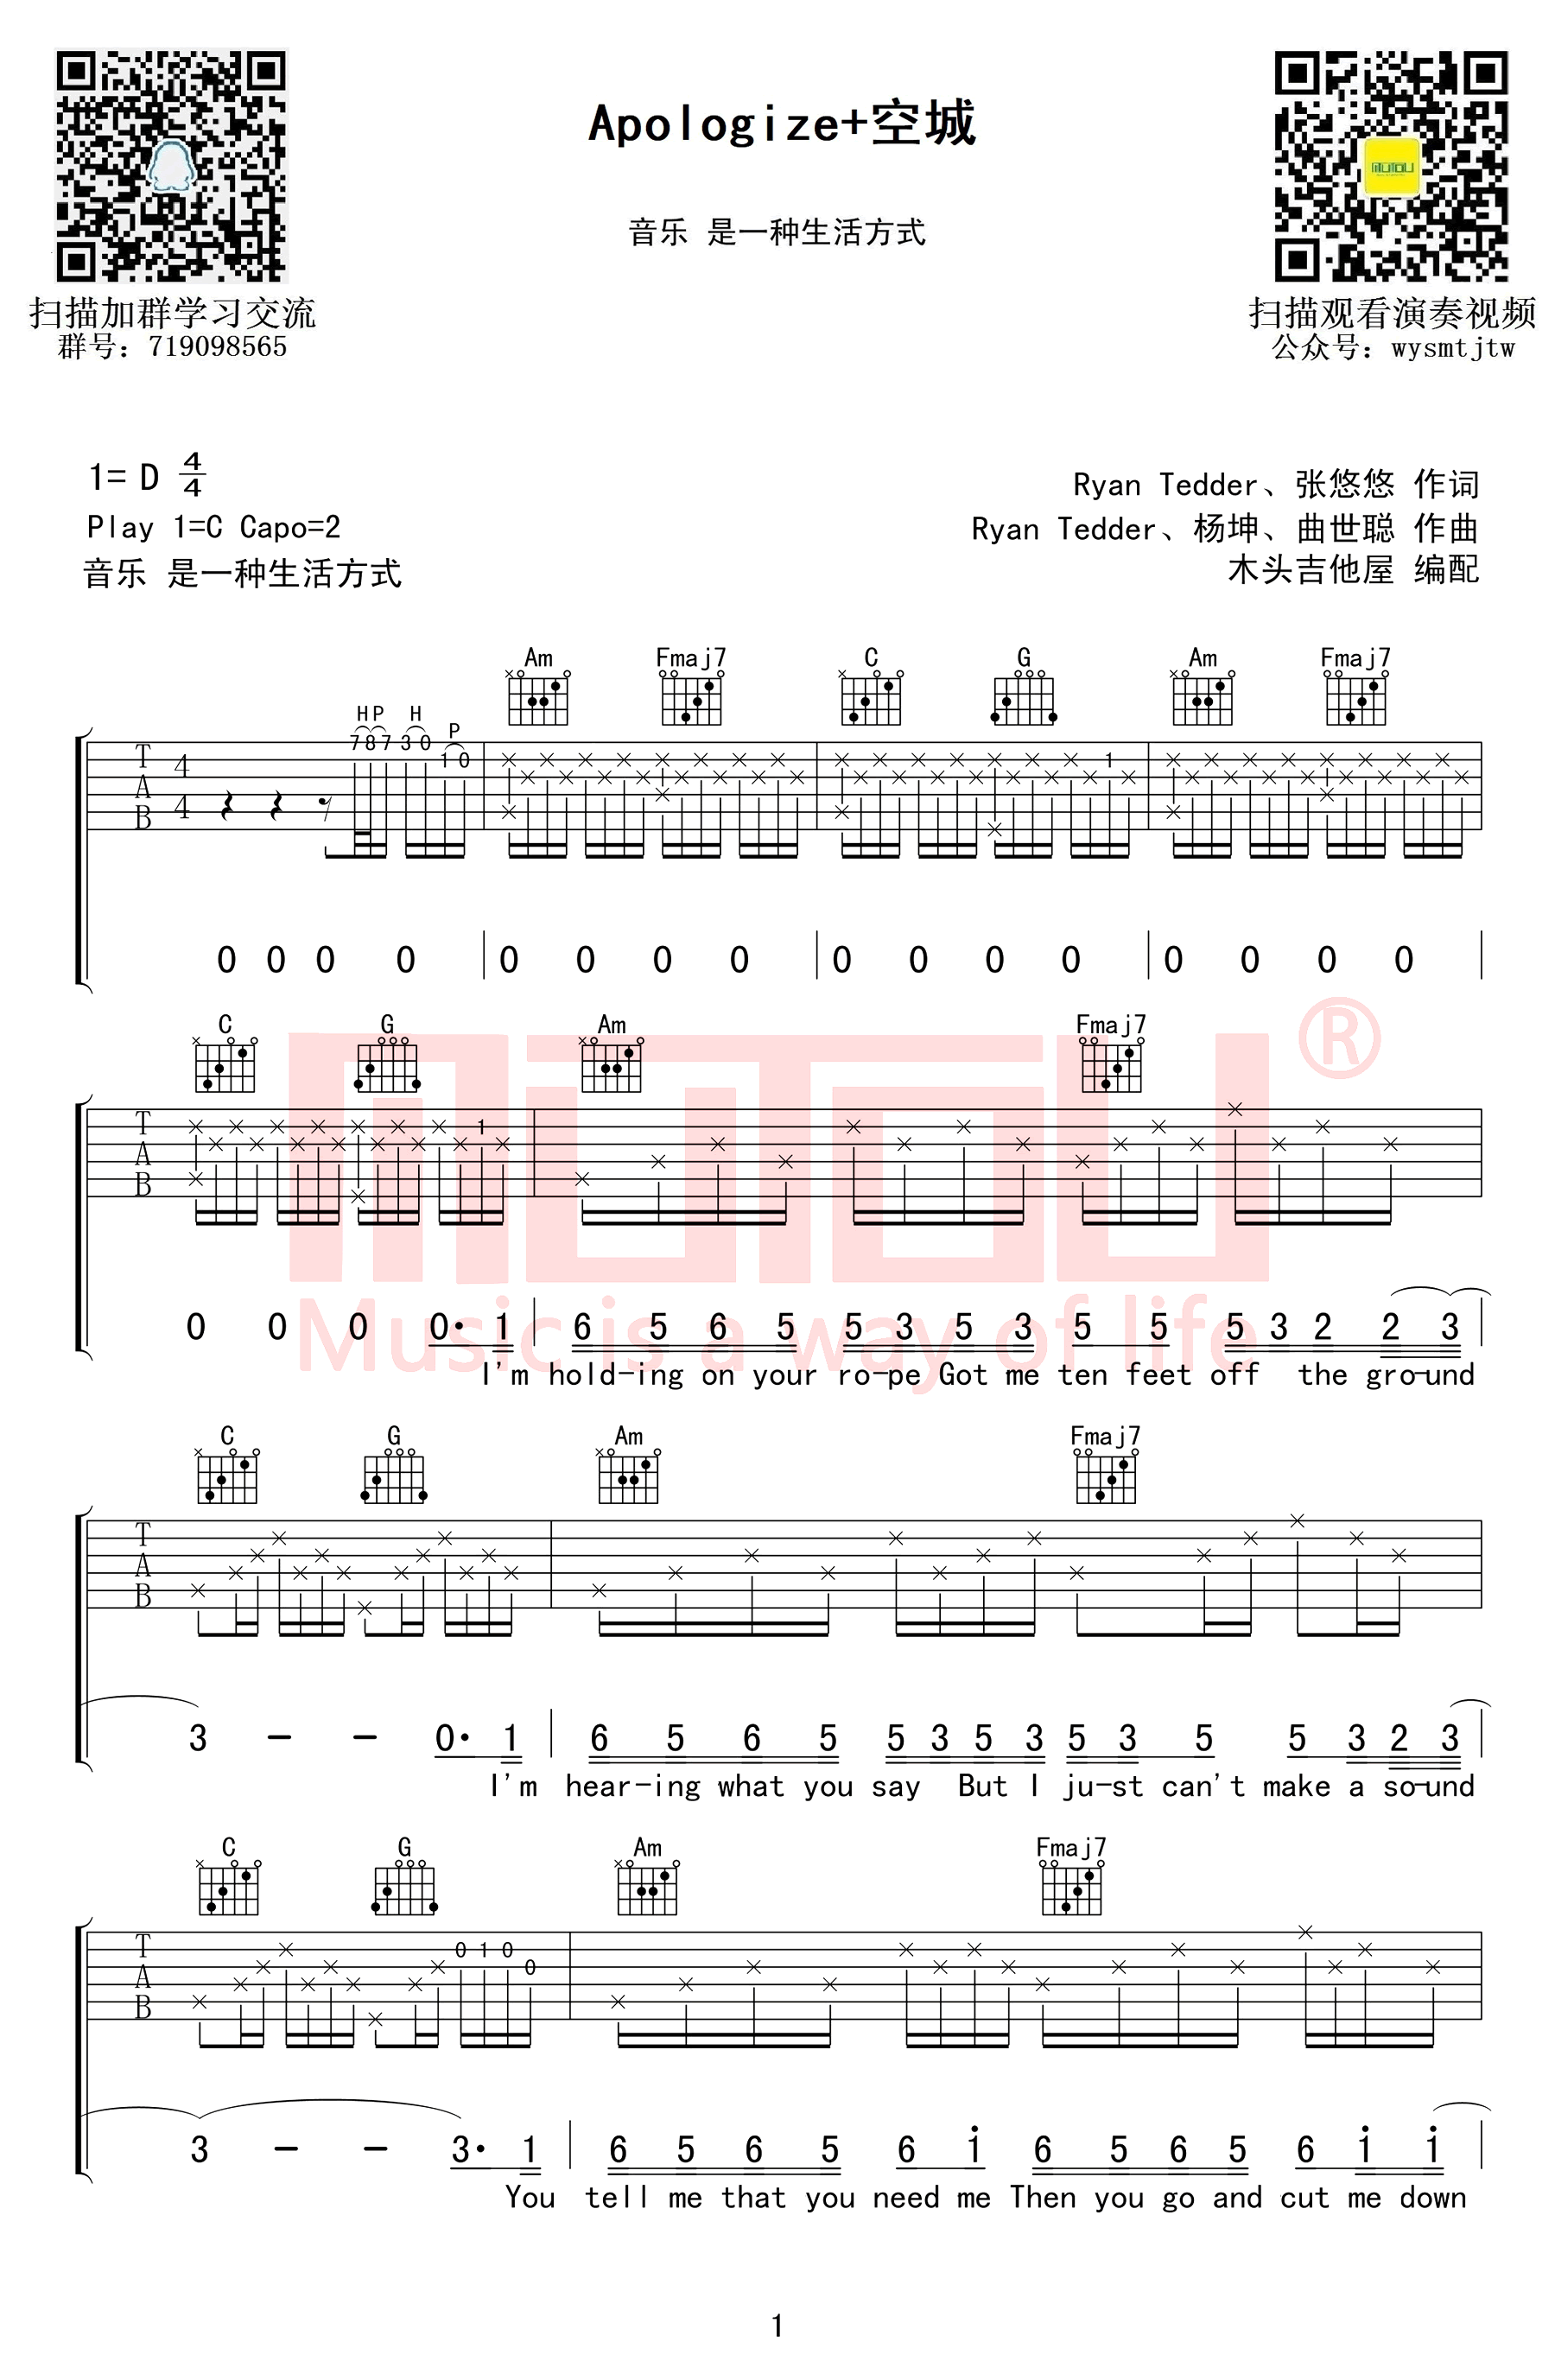 Apologize+空城
音乐 是一种生活方式
MUTOU
扫描加群学习交流
群号：719098565
扫描观看演奏视频
公众号：wysmtjtw
1= D 4/4
Play 1=C Capo=2
音乐 是一种生活方式
Ryan Tedder、张悠悠 作词
Ryan Tedder、杨坤、曲世聪 作曲
木头吉他屋 编配
Am Fmaj7 C G Am Fmaj7
H P H P
7 8 7 3 0 1 0 1
T A B 4 4
0 0 0 0 0 0 0 0 0 0 0 0 0 0 0 0
C G Am Fmaj7
T A B 1
MUTOU®
Music is a way of life
0 0 0 0· 1 6 5 6 5 5 3 5 3 5 5 5 3 2 2 3
I'm hold-ing on your ro-pe Got me ten feet off the gro-und
C G Am Fmaj7
T A B
3 - - 0· 1 6 5 6 5 5 3 5 3 5 3 5 5 3 2 3
I'm hear-ing what you say But I ju-st can't make a so-und
C G Am Fmaj7
T A B 0 1 0 0
3 - - 3· 1 6 5 6 5 6 1 6 5 6 5 6 1 1
You tell me that you need me Then you go and cut me down
1